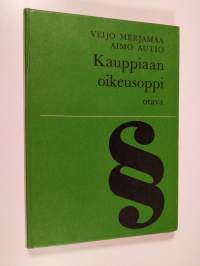 VEIJO MERJAMAA
AIMO AUTIO
Kauppiaan
oikeusoppi
otava
§